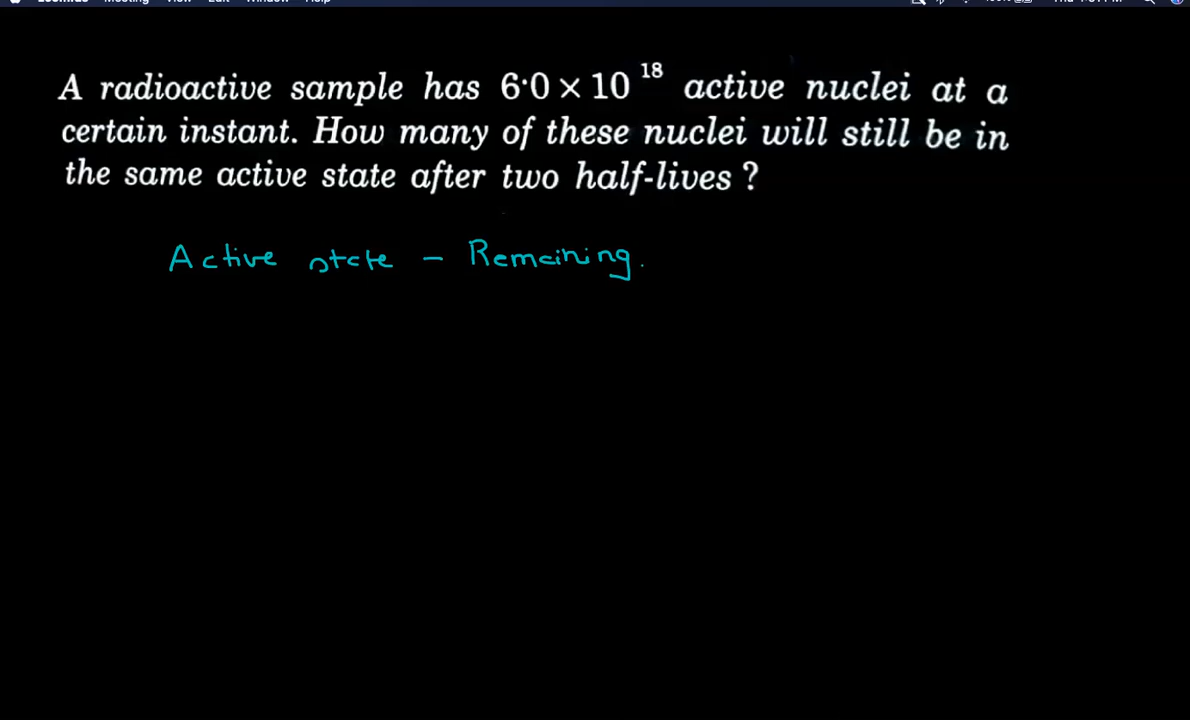 A radioactive sample has 6·0 × 10^18 active nuclei at a
certain instant. How many of these nuclei will still be in
the same active state after two half-lives ?
Active state – Remaining.